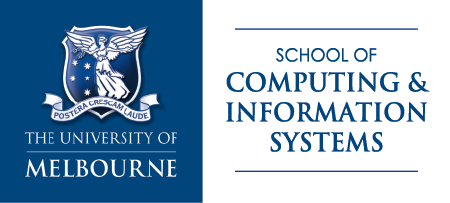 POSTERA CRESCAM LAUDE
THE UNIVERSITY OF
MELBOURNE
SCHOOL OF
COMPUTING &
INFORMATION
SYSTEMS